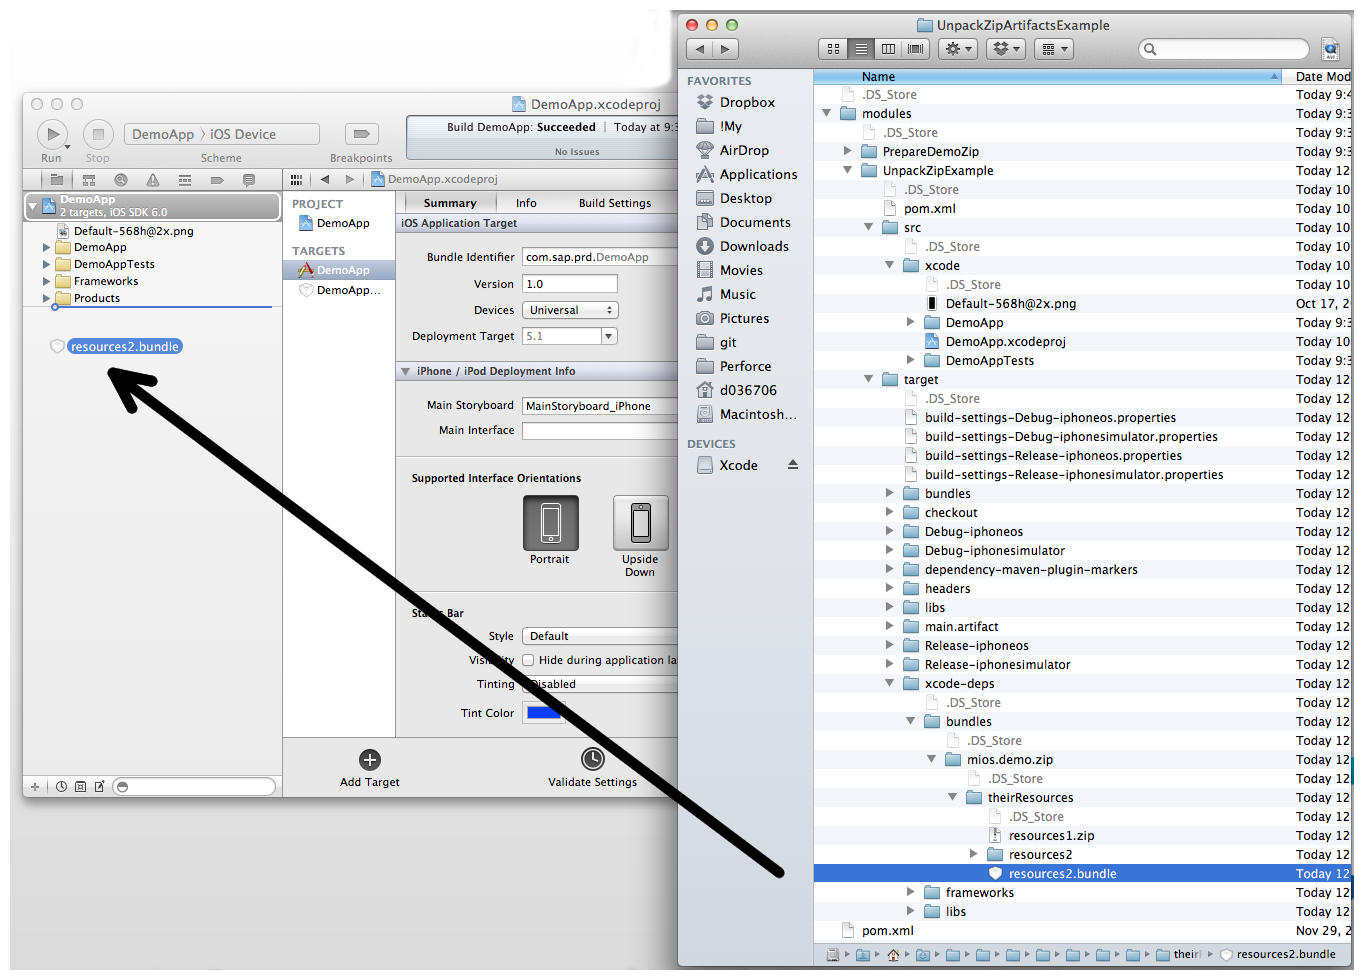 UnpackZipArtifactsExample
FAVORITES
Dropbox
!My
AirDrop
Applications
Desktop
Documents
Downloads
Movies
Music
Pictures
git
Perforce
d036706
Macintosh...
DEVICES
Xcode
Name
Date Mod
.DS_Store Today 9:4
modules Today 9:3
.DS_Store Today 9:3
PrepareDemoZip Today 9:3
UnpackZipExample Today 12
.DS_Store Today 10
pom.xml Today 10
src Today 10
.DS_Store Today 10
xcode Today 10
.DS_Store Today 10
Default-568h@2x.png Oct 17, 2
DemoApp Today 9:3
DemoApp.xcodeproj Today 10
DemoAppTests Today 9:3
target Today 12
.DS_Store Today 12
build-settings-Debug-iphoneos.properties Today 12
build-settings-Debug-iphonesimulator.properties Today 12
build-settings-Release-iphoneos.properties Today 12
build-settings-Release-iphonesimulator.properties Today 12
bundles Today 12
checkout Today 12
Debug-iphoneos Today 12
Debug-iphonesimulator Today 12
dependency-maven-plugin-markers Today 12
headers Today 12
libs Today 12
main.artifact Today 12
Release-iphoneos Today 12
Release-iphonesimulator Today 12
xcode-deps Today 12
.DS_Store Today 12
bundles Today 12
.DS_Store Today 12
mios.demo.zip Today 12
.DS_Store Today 12
theirResources Today 12
.DS_Store Today 12
resources1.zip Today 12
resources2 Today 12
resources2.bundle Today 12
frameworks Today 12
libs Today 12
pom.xml Nov 29, 2
their
resources2.bundle
DemoApp.xcodeproj
Run
Stop
DemoApp
iOS Device
Scheme
Breakpoints
Build DemoApp: Succeeded | Today at 9:3
No Issues
DemoApp.xcodeproj
DemoApp
2 targets, iOS SDK 6.0
Default-568h@2x.png
DemoApp
DemoAppTests
Frameworks
Products
resources2.bundle
PROJECT
DemoApp
TARGETS
DemoApp
DemoApp...
Summary
Info
Build Settings
iOS Application Target
Bundle Identifier com.sap.prd.DemoApp
Version 1.0
Devices Universal
Deployment Target 5.1
iPhone / iPod Deployment Info
Main Storyboard MainStoryboard_iPhone
Main Interface
Supported Interface Orientations
Portrait
Upside
Down
Bar
Style Default
Hide during application la
Tinting Disabled
Tint Color
Add Target
Validate Settings